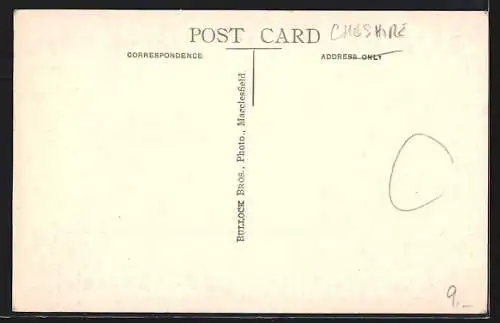 POST CARD CHESHIRE
CORRESPONDENCE ADDRESS ONLY
BULLOCK BROS., Photo., Macclesfield.
9,-